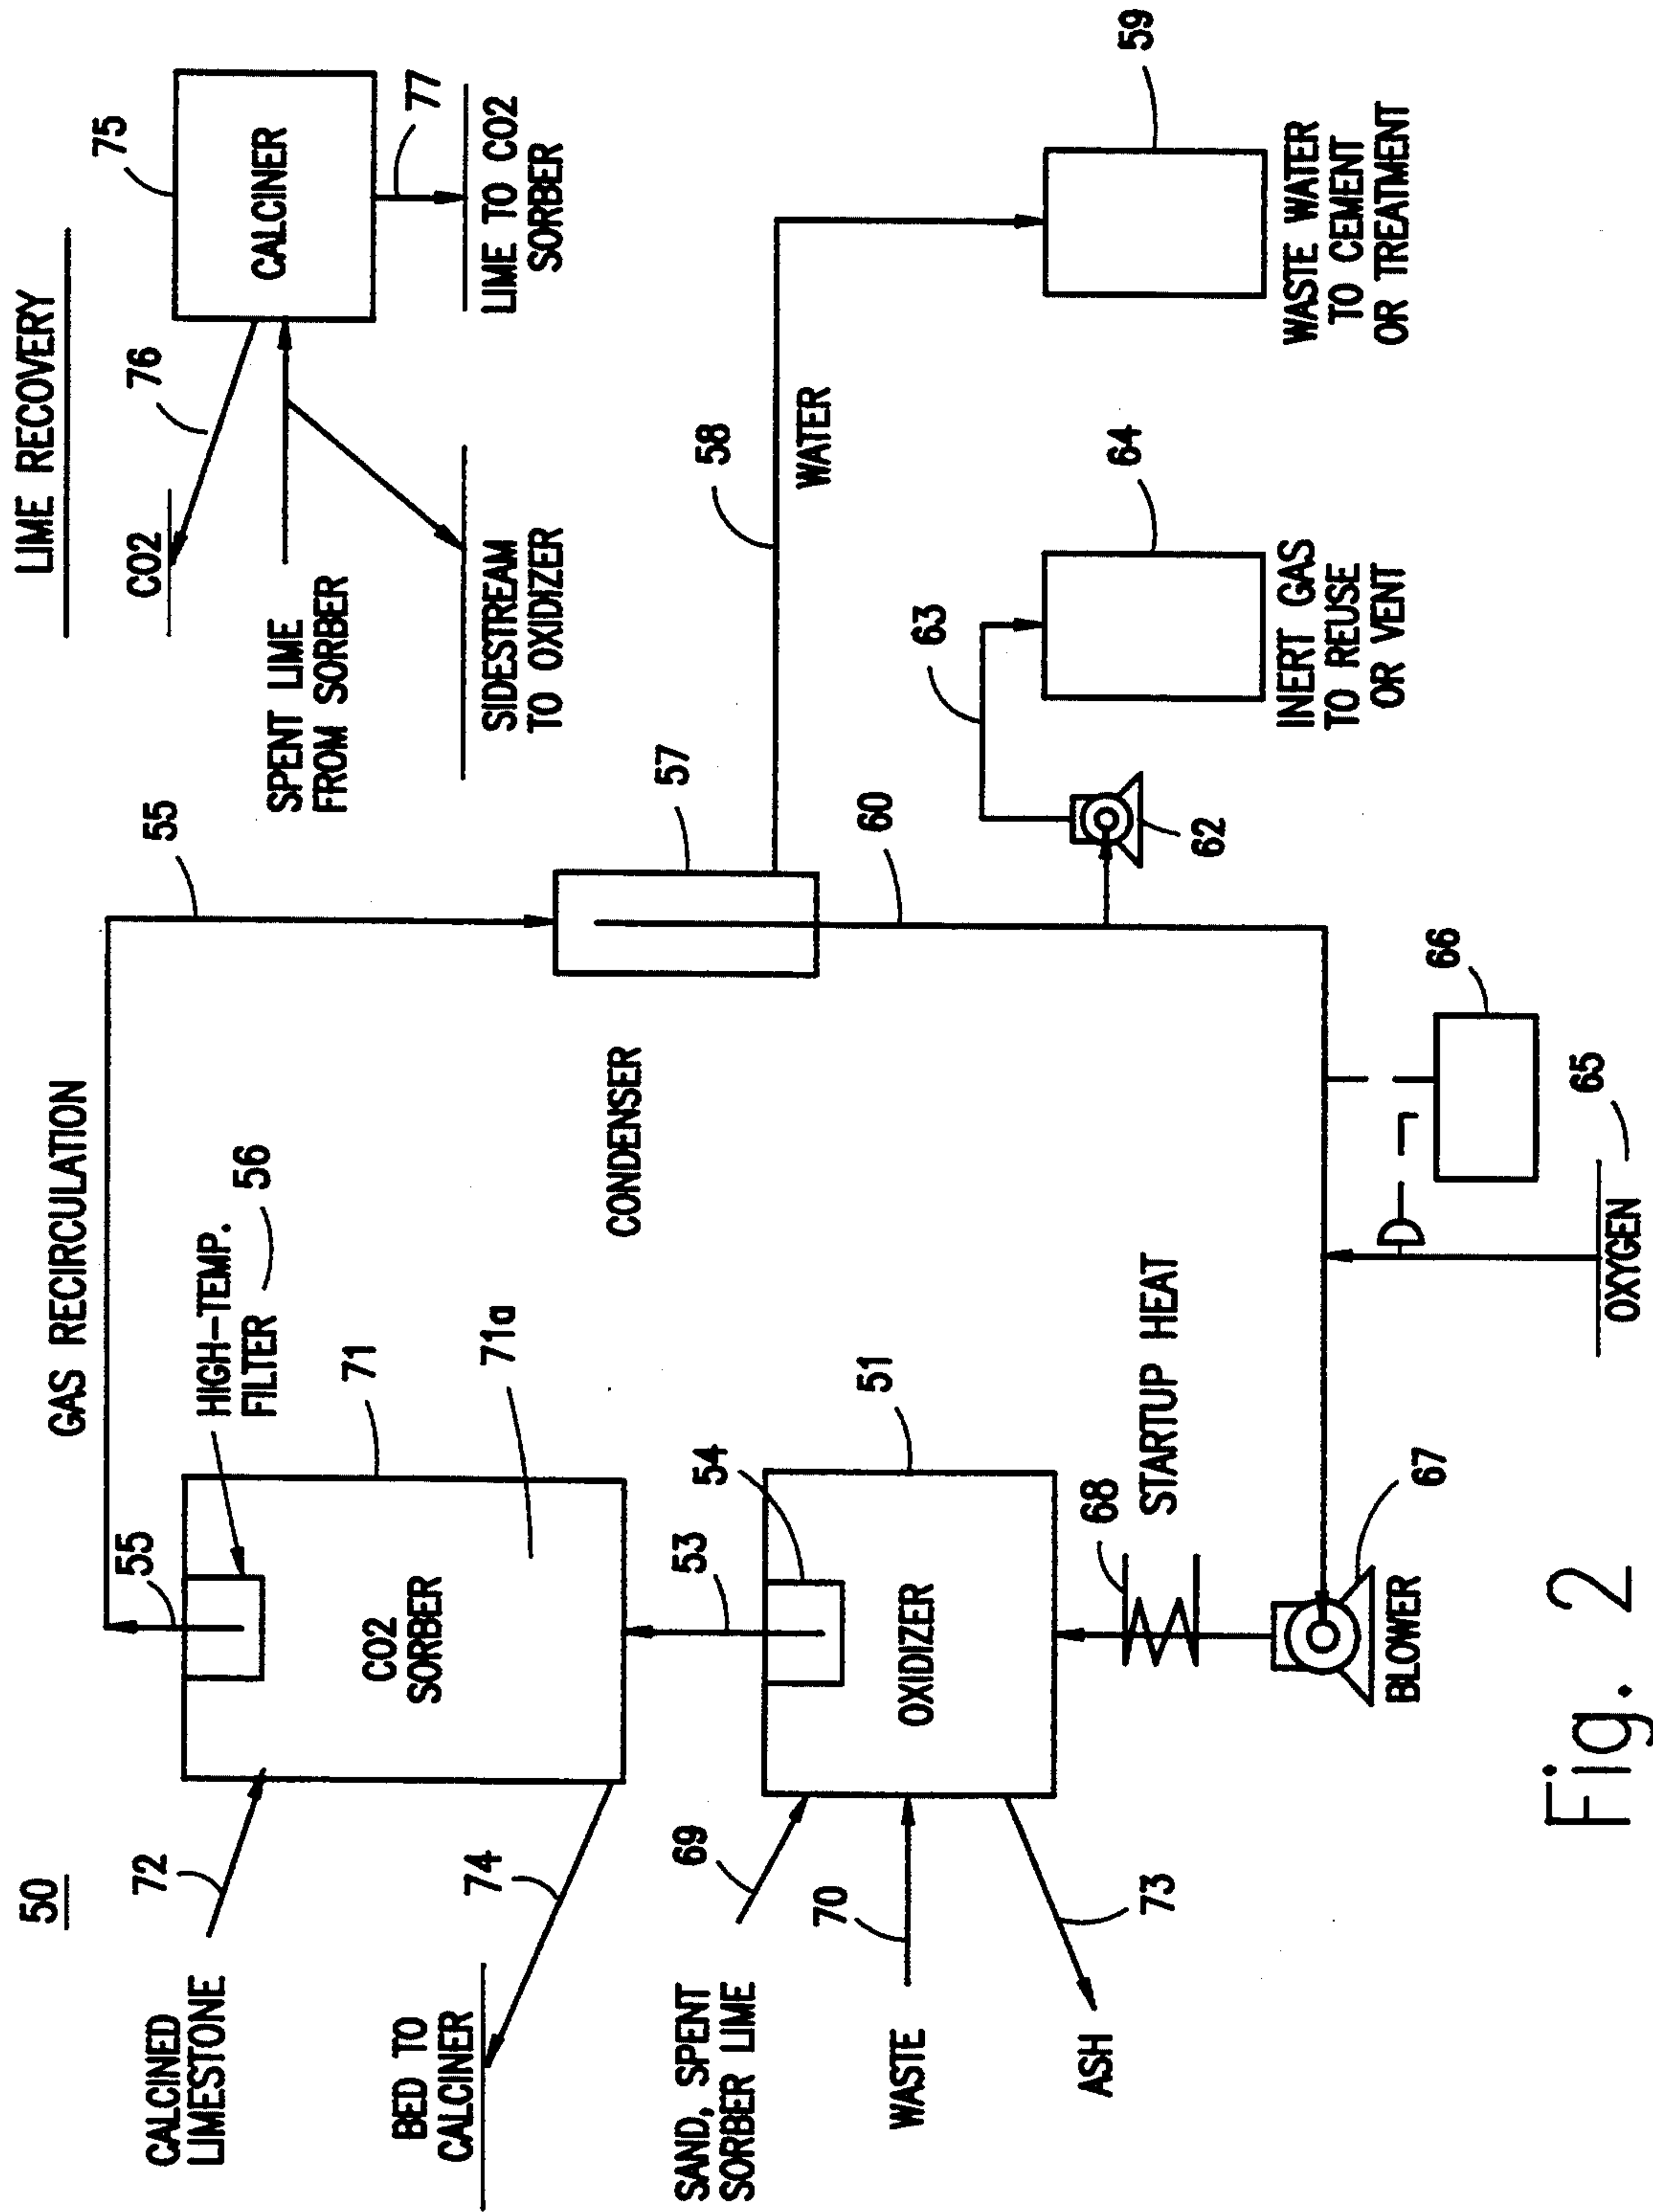 50
LIME RECOVERY
GAS RECIRCULATION
CALCINED
LIMESTONE
72
55
HIGH-TEMP.
FILTER
56
55
CO2
76
75
CALCINER
SPENT LIME
FROM SORBER
77
LIME TO CO2
SORBER
SIDESTREAM
TO OXIDIZER
CO2
SORBER
71
71a
BED TO
CALCINER
74
CONDENSER
57
58
WATER
59
WASTE WATER
TO CEMENT
OR TREATMENT
SAND, SPENT
SORBER LIME
69
53
54
OXIDIZER
51
WASTE
70
ASH
73
60
62
63
64
INERT GAS
TO REUSE
OR VENT
68
STARTUP HEAT
BLOWER
67
66
65
OXYGEN
Fig. 2